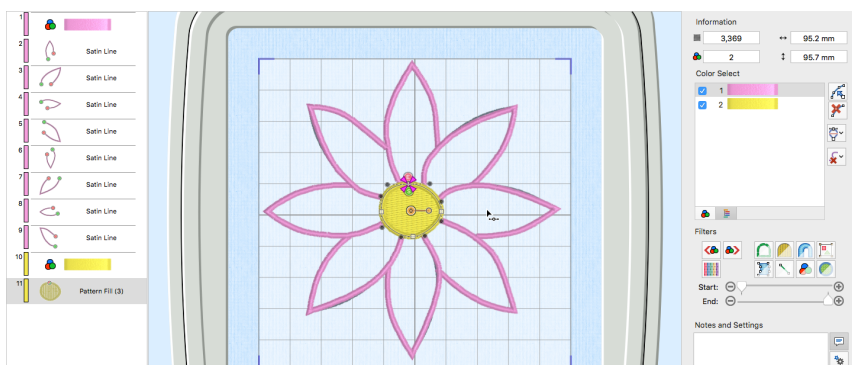 Information
1
3,369
95.2 mm
2
Satin Line
2
95.7 mm
3
Satin Line
Color Select
1
4
Satin Line
2
5
Satin Line
6
Satin Line
7
Satin Line
8
Satin Line
9
Satin Line
Filters
10
11
Pattern Fill (3)
Start:
End:
Notes and Settings